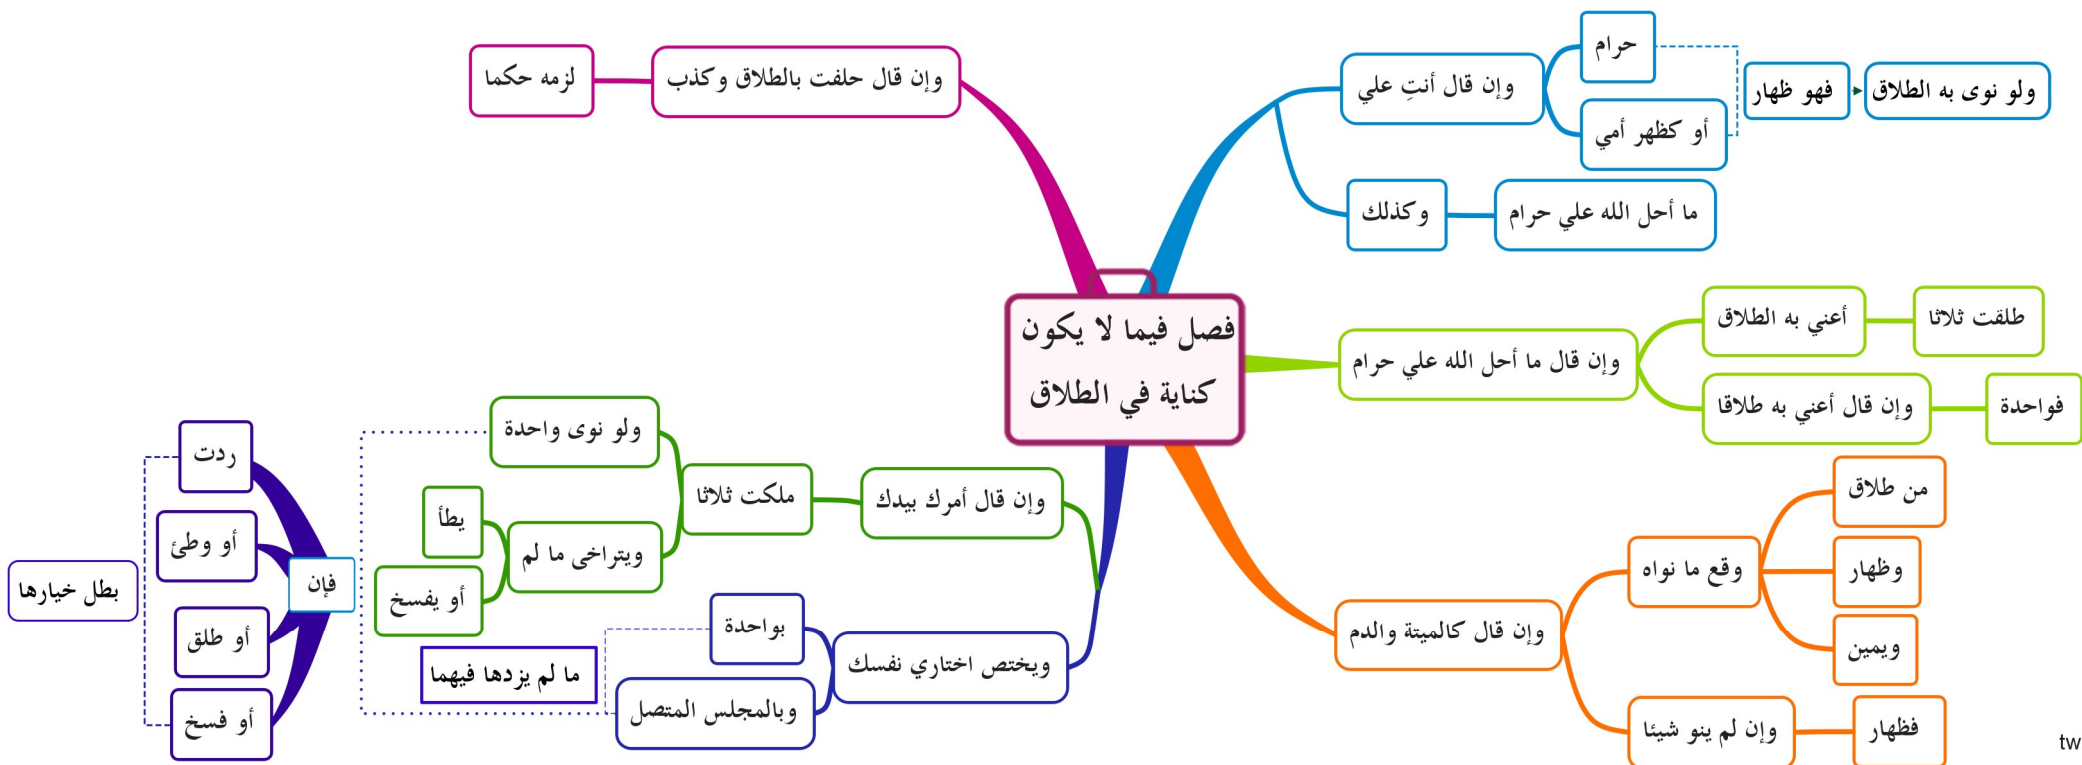 فصل فيما لا يكون
كناية في الطلاق
وإن قال أنتِ علي
حرام
أو كظهر أمي
فهو ظهار
ولو نوى به الطلاق
وكذلك
ما أحل الله علي حرام
وإن قال ما أحل الله علي حرام
أعني به الطلاق
طلقت ثلاثا
وإن قال أعني به طلاقا
فواحدة
وإن قال كالميتة والدم
وقع ما نواه
من طلاق
وظهار
ويمين
وإن لم ينو شيئا
فظهار
وإن قال حلفت بالطلاق وكذب
لزمه حكما
وإن قال أمرك بيدك
ملكت ثلاثا
ولو نوى واحدة
ويتراخى ما لم
يطأ
أو يفسخ
ويختص اختاري نفسك
بواحدة
وبالمجلس المتصل
ما لم يزدها فيهما
فإن
ردت
أو وطئ
أو طلق
أو فسخ
بطل خيارها
tw